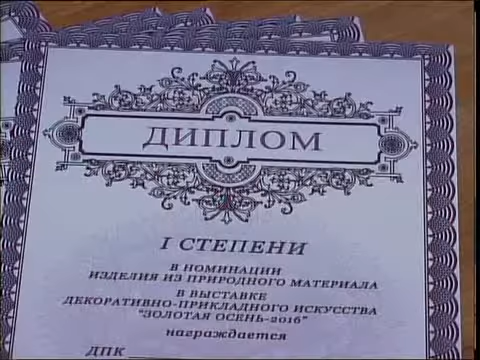 ДИПЛОМ
I СТЕПЕНИ
В НОМИНАЦИИ
ИЗДЕЛИЯ ИЗ ПРИРОДНОГО МАТЕРИАЛА
В ВЫСТАВКЕ
ДЕКОРАТИВНО-ПРИКЛАДНОГО ИСКУССТВА
"ЗОЛОТАЯ ОСЕНЬ-2016"
награждается
ДПК